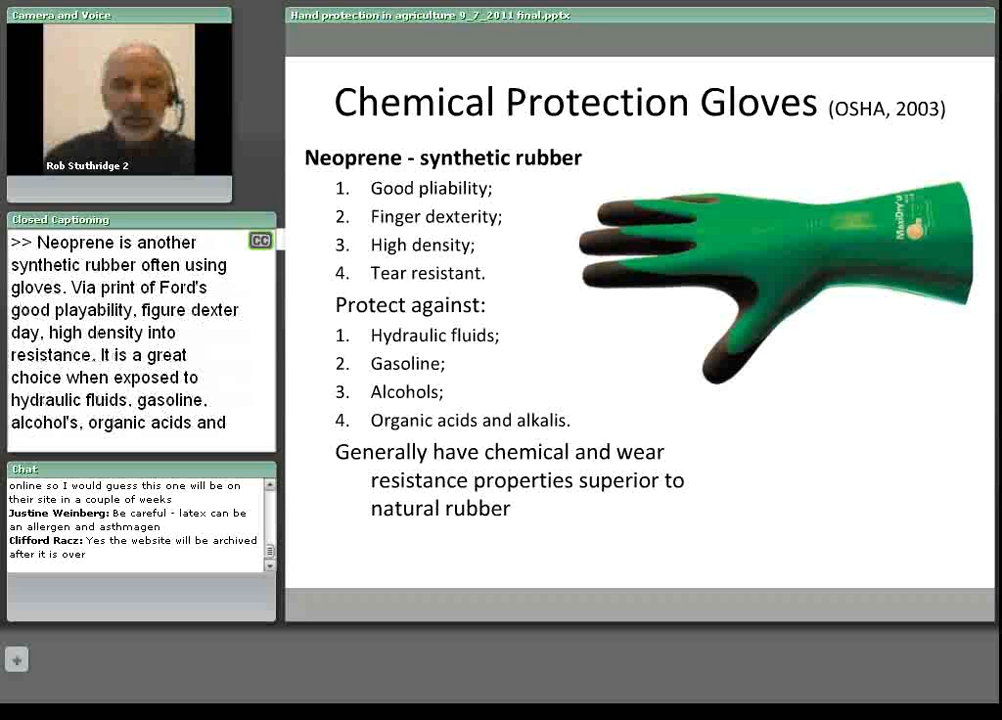 Camera and Voice
Rob Stuthridge 2
Closed Captioning
CC
>> Neoprene is another
synthetic rubber often using
gloves. Via print of Ford's
good playability, figure dexter
day, high density into
resistance. It is a great
choice when exposed to
hydraulic fluids, gasoline,
alcohol's, organic acids and
Chat
online so I would guess this one will be on
their site in a couple of weeks
Justine Weinberg: Be careful - latex can be
an allergen and asthmagen
Clifford Racz: Yes the website will be archived
after it is over
Hand protection in agriculture 9_7_2011 final.pptx
Chemical Protection Gloves (OSHA, 2003)
Neoprene - synthetic rubber
1. Good pliability;
2. Finger dexterity;
3. High density;
4. Tear resistant.
Protect against:
1. Hydraulic fluids;
2. Gasoline;
3. Alcohols;
4. Organic acids and alkalis.
Generally have chemical and wear
resistance properties superior to
natural rubber
MaxiDry